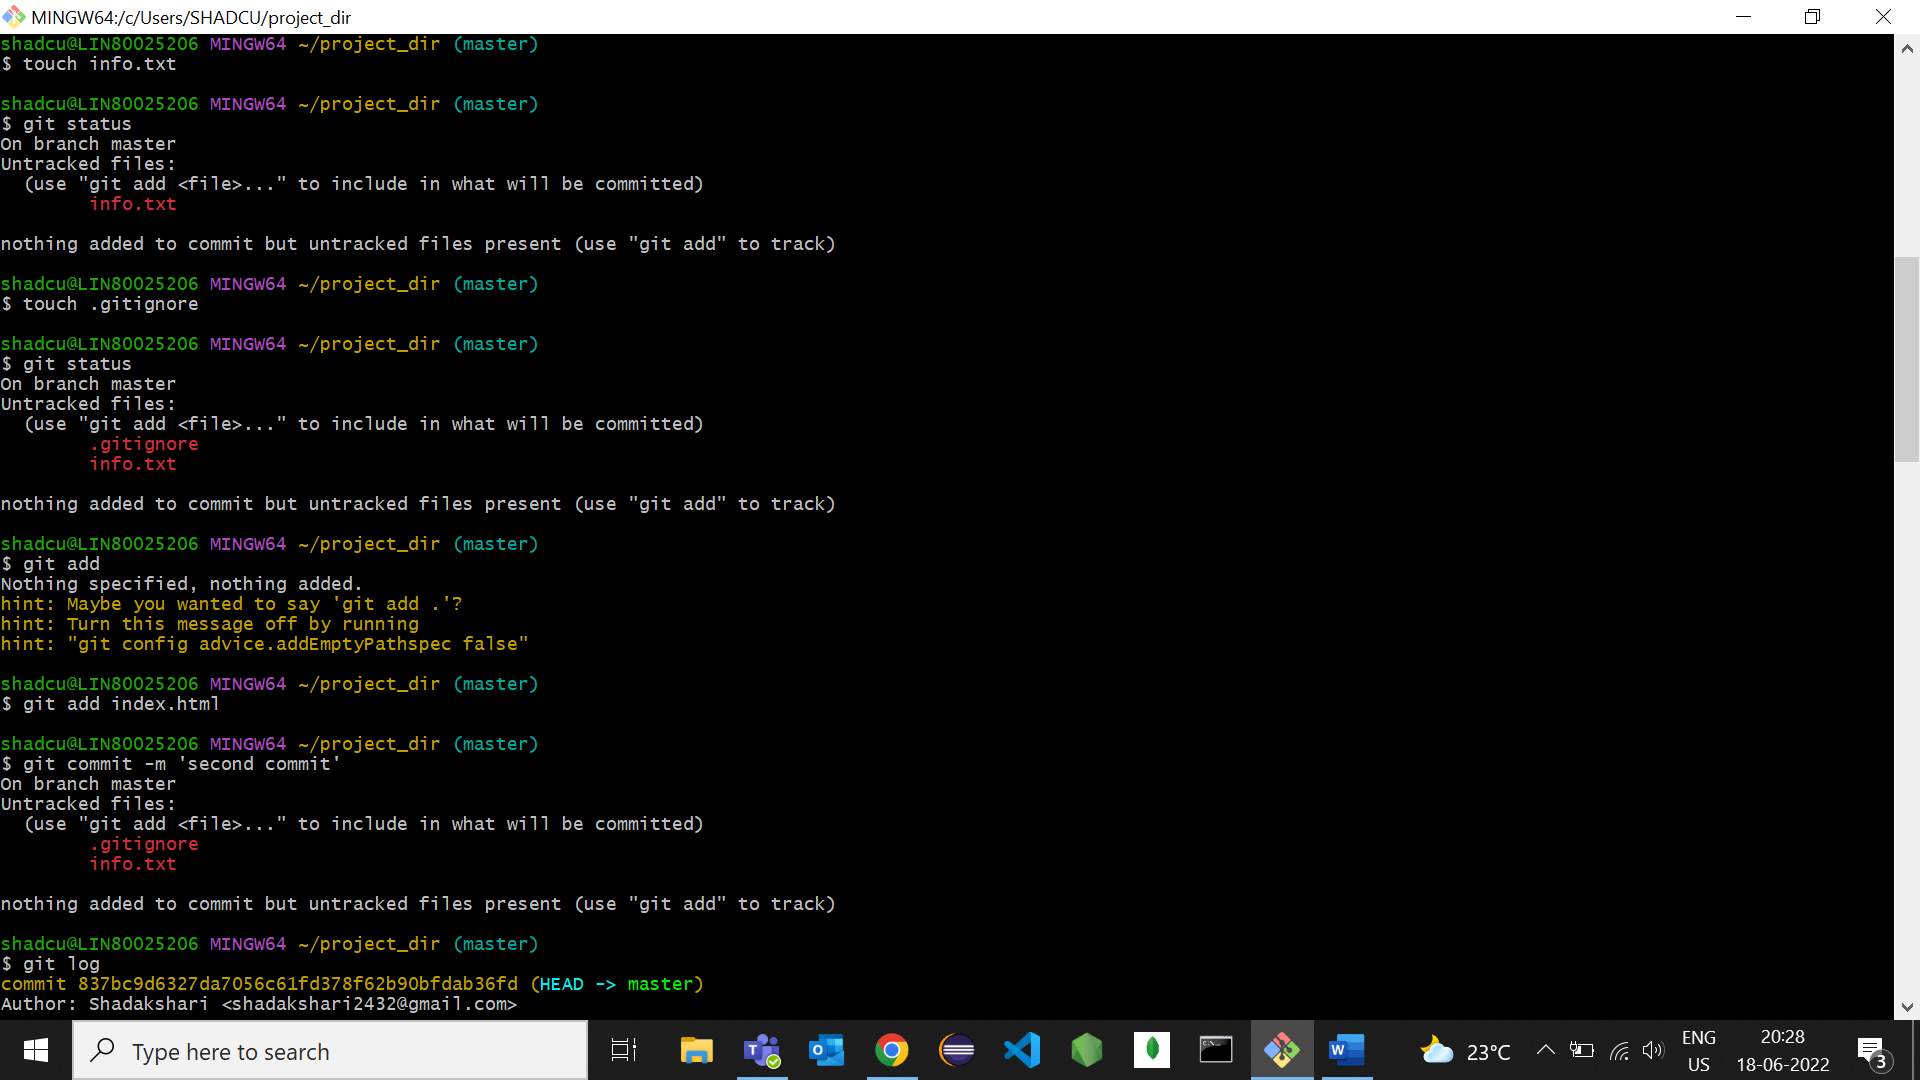 MINGW64:/c/Users/SHADCU/project_dir
shadcu@LIN80025206 MINGW64 ~/project_dir (master)
$ touch info.txt
shadcu@LIN80025206 MINGW64 ~/project_dir (master)
$ git status
On branch master
Untracked files:
  (use "git add <file>..." to include in what will be committed)
        info.txt
nothing added to commit but untracked files present (use "git add" to track)
shadcu@LIN80025206 MINGW64 ~/project_dir (master)
$ touch .gitignore
shadcu@LIN80025206 MINGW64 ~/project_dir (master)
$ git status
On branch master
Untracked files:
  (use "git add <file>..." to include in what will be committed)
        .gitignore
        info.txt
nothing added to commit but untracked files present (use "git add" to track)
shadcu@LIN80025206 MINGW64 ~/project_dir (master)
$ git add
Nothing specified, nothing added.
hint: Maybe you wanted to say 'git add .'?
hint: Turn this message off by running
hint: "git config advice.addEmptyPathspec false"
shadcu@LIN80025206 MINGW64 ~/project_dir (master)
$ git add index.html
shadcu@LIN80025206 MINGW64 ~/project_dir (master)
$ git commit -m 'second commit'
On branch master
Untracked files:
  (use "git add <file>..." to include in what will be committed)
        .gitignore
        info.txt
nothing added to commit but untracked files present (use "git add" to track)
shadcu@LIN80025206 MINGW64 ~/project_dir (master)
$ git log
commit 837bc9d6327da7056c61fd378f62b90bfdab36fd (HEAD -> master)
Author: Shadakshari <shadakshari2432@gmail.com>
Type here to search
23°C
ENG
US
20:28
18-06-2022
3